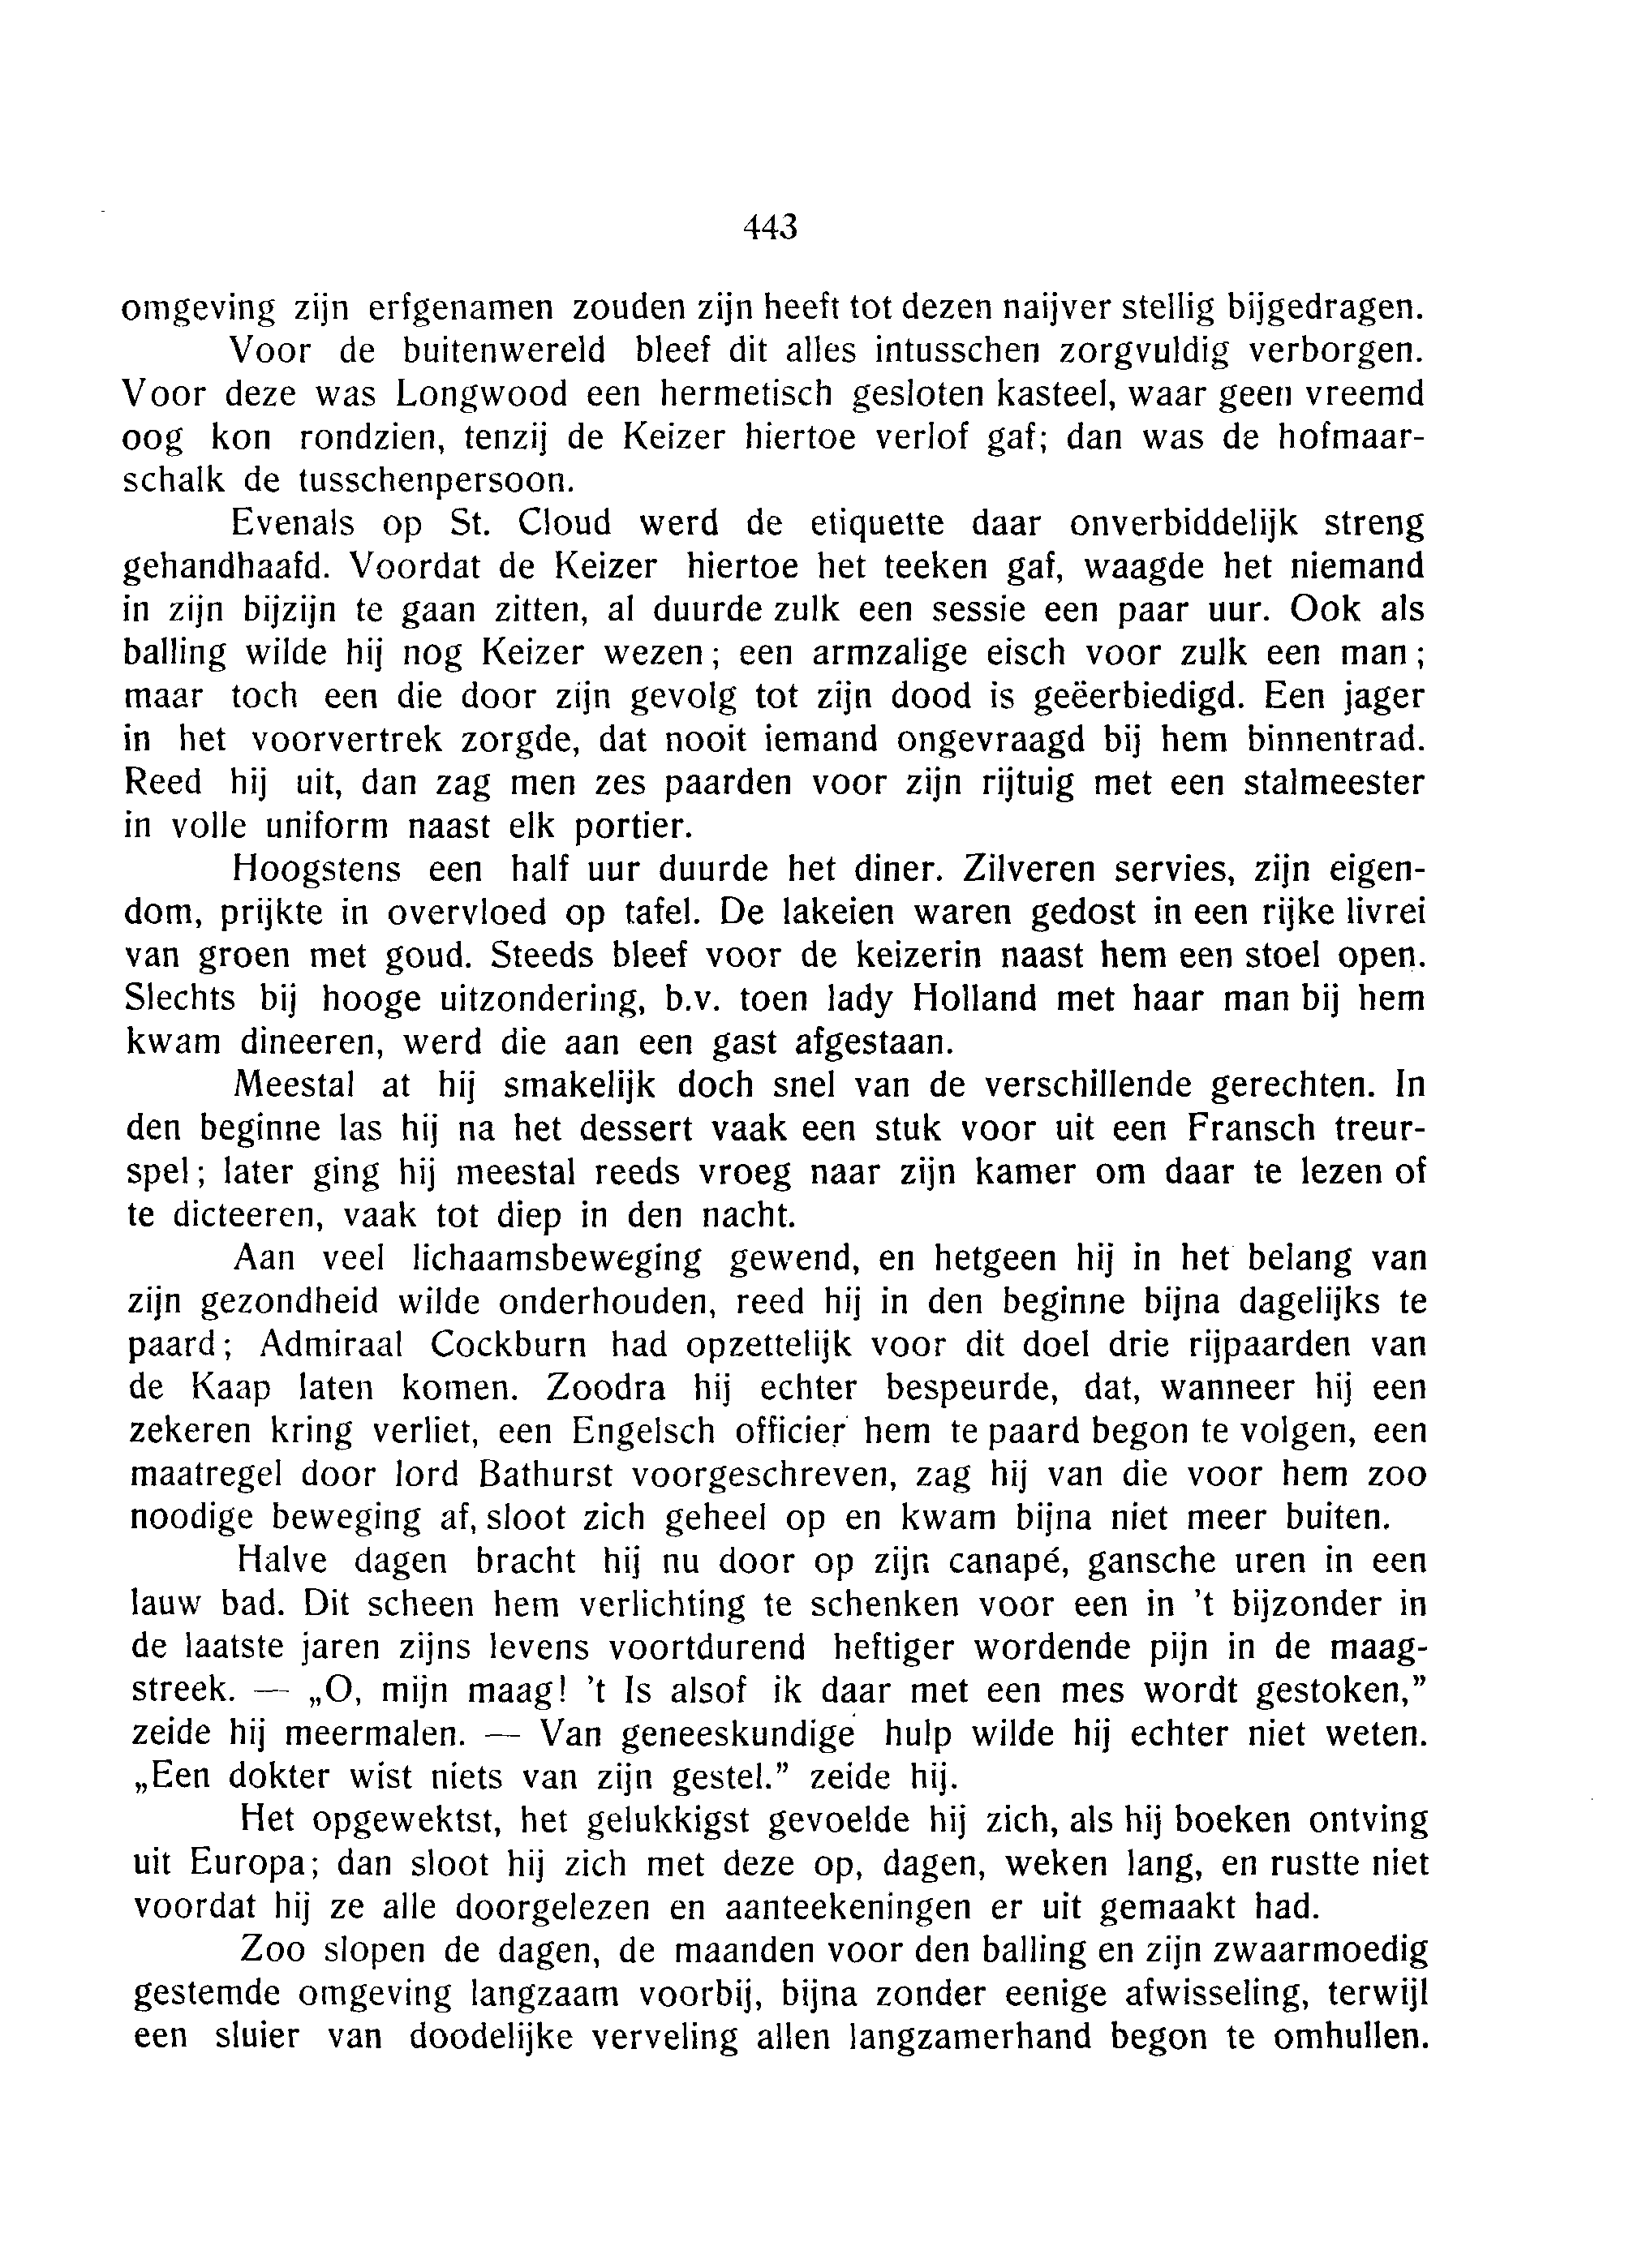 443
omgeving zijn erfgenamen zouden zijn heeft tot dezen naijver stellig bijgedragen.
Voor de buitenwereld bleef dit alles intusschen zorgvuldig verborgen.
Voor deze was Longwood een hermetisch gesloten kasteel, waar geen vreemd
oog kon rondzien, tenzij de Keizer hiertoe verlof gaf; dan was de hofmaar-
schalk de tusschenpersoon.
Evenals op St. Cloud werd de etiquette daar onverbiddelijk streng
gehandhaafd. Voordat de Keizer hiertoe het teeken gaf, waagde het niemand
in zijn bijzijn te gaan zitten, al duurde zulk een sessie een paar uur. Ook als
balling wilde hij nog Keizer wezen; een armzalige eisch voor zulk een man;
maar toch een die door zijn gevolg tot zijn dood is geëerbiedigd. Een jager
in het voorvertrek zorgde, dat nooit iemand ongevraagd bij hem binnentrad.
Reed hij uit, dan zag men zes paarden voor zijn rijtuig met een stalmeester
in volle uniform naast elk portier.
Hoogstens een half uur duurde het diner. Zilveren servies, zijn eigen-
dom, prijkte in overvloed op tafel. De lakeien waren gedost in een rijke livrei
van groen met goud. Steeds bleef voor de keizerin naast hem een stoel open.
Slechts bij hooge uitzondering, b.v. toen lady Holland met haar man bij hem
kwam dineeren, werd die aan een gast afgestaan.
Meestal at hij smakelijk doch snel van de verschillende gerechten. In
den beginne las hij na het dessert vaak een stuk voor uit een Fransch treur-
spel; later ging hij meestal reeds vroeg naar zijn kamer om daar te lezen of
te dicteeren, vaak tot diep in den nacht.
Aan veel lichaamsbeweging gewend, en hetgeen hij in het belang van
zijn gezondheid wilde onderhouden, reed hij in den beginne bijna dagelijks te
paard; Admiraal Cockburn had opzettelijk voor dit doel drie rijpaarden van
de Kaap laten komen. Zoodra hij echter bespeurde, dat, wanneer hij een
zekeren kring verliet, een Engelsch officier hem te paard begon te volgen, een
maatregel door lord Bathurst voorgeschreven, zag hij van die voor hem zoo
noodige beweging af, sloot zich geheel op en kwam bijna niet meer buiten.
Halve dagen bracht hij nu door op zijn canapé, gansche uren in een
lauw bad. Dit scheen hem verlichting te schenken voor een in 't bijzonder in
de laatste jaren zijns levens voortdurend heftiger wordende pijn in de maag-
streek. — „O, mijn maag! 't Is alsof ik daar met een mes wordt gestoken,”
zeide hij meermalen. — Van geneeskundige hulp wilde hij echter niet weten.
„Een dokter wist niets van zijn gestel.” zeide hij.
Het opgewektst, het gelukkigst gevoelde hij zich, als hij boeken ontving
uit Europa; dan sloot hij zich met deze op, dagen, weken lang, en rustte niet
voordat hij ze alle doorgelezen en aanteekeningen er uit gemaakt had.
Zoo slopen de dagen, de maanden voor den balling en zijn zwaarmoedig
gestemde omgeving langzaam voorbij, bijna zonder eenige afwisseling, terwijl
een sluier van doodelijke verveling allen langzamerhand begon te omhullen.